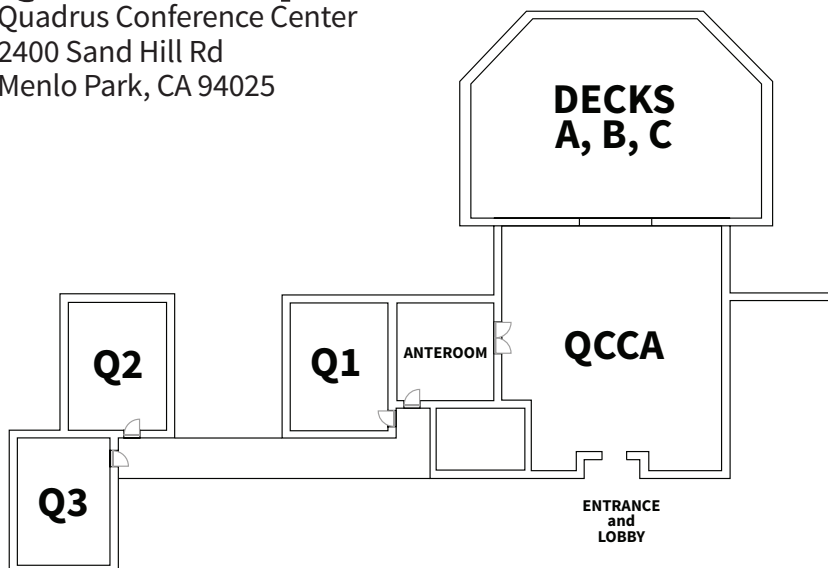 Quadrus Conference Center
2400 Sand Hill Rd
Menlo Park, CA 94025
DECKS
A, B, C
Q2
Q1
ANTEROOM
QCCA
Q3
ENTRANCE
and
LOBBY